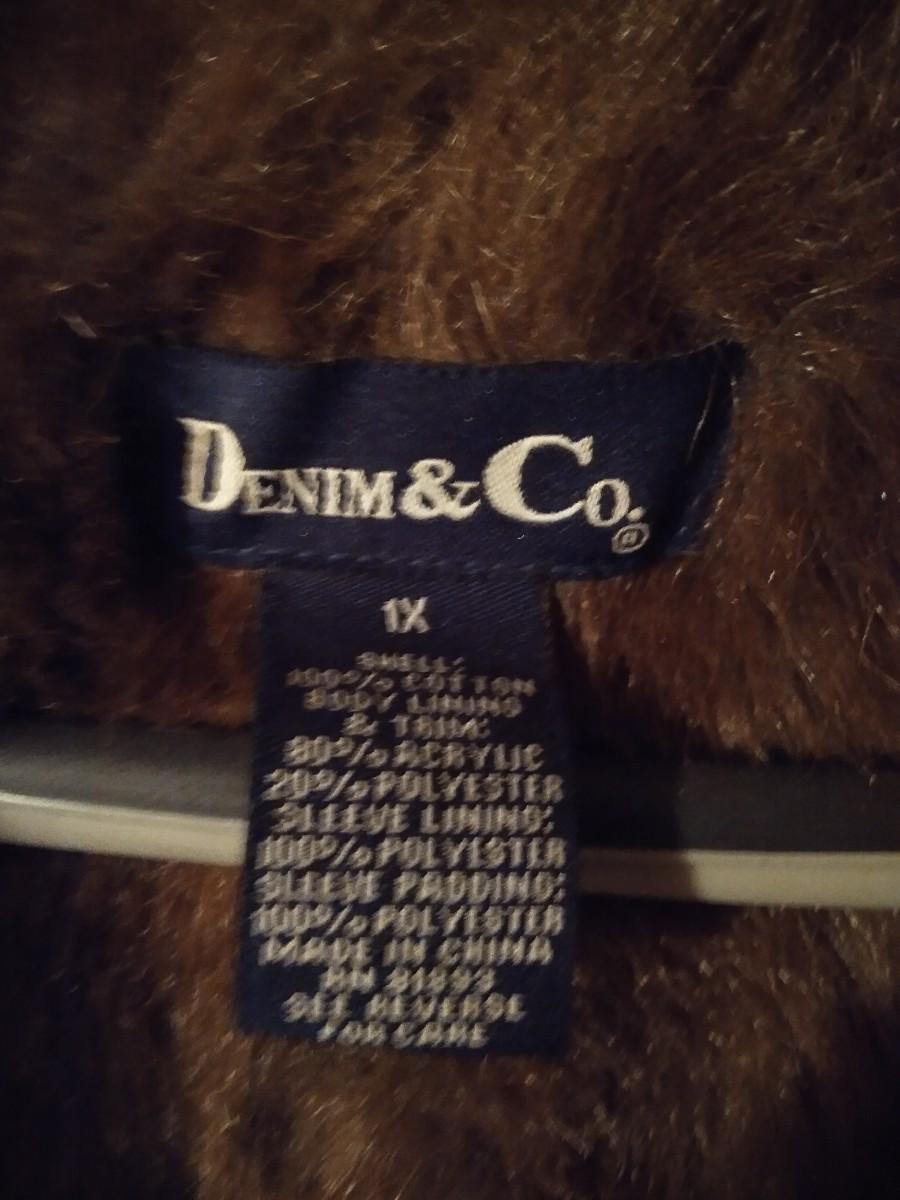 DENIM & CO.®
1X
SHELL:
100% COTTON
BODY LINING
& TRIM:
80% ACRYLIC
20% POLYESTER
SLEEVE LINING:
100% POLYESTER
SLEEVE PADDING:
100% POLYESTER
MADE IN CHINA
RN
SEE REVERSE
FOR CARE